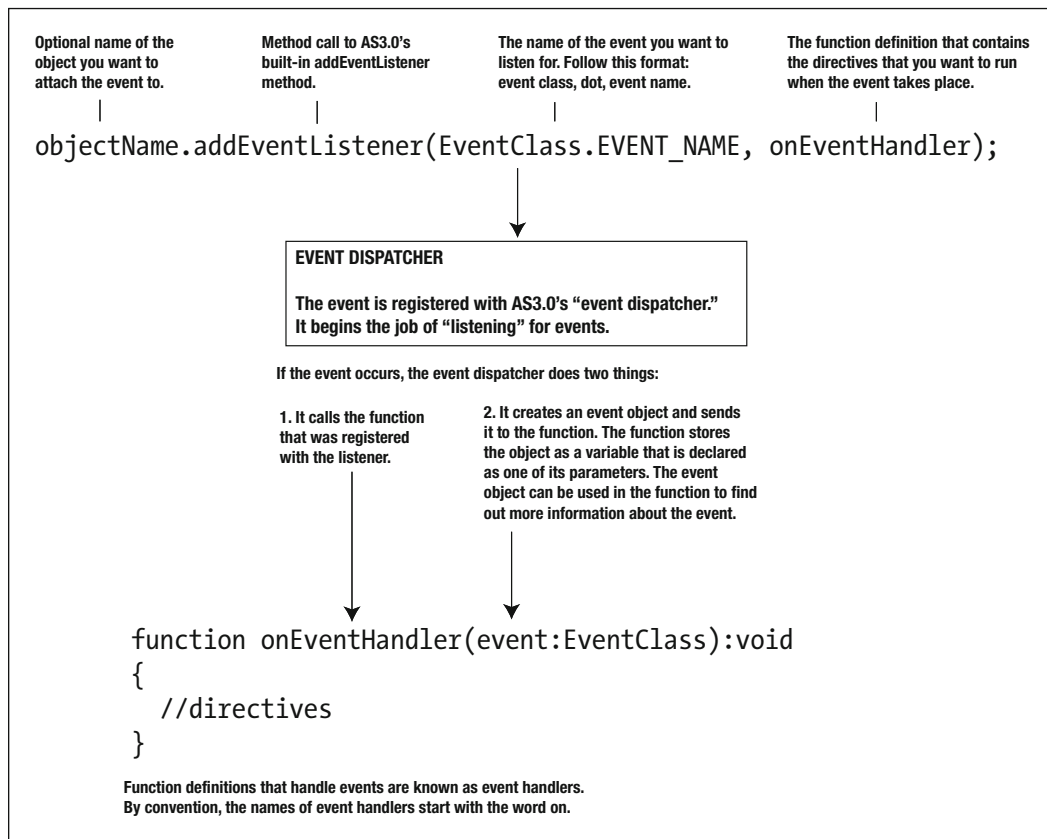 Optional name of the
object you want to
attach the event to.
Method call to AS3.0's
built-in addEventListener
method.
The name of the event you want to
listen for. Follow this format:
event class, dot, event name.
The function definition that contains
the directives that you want to run
when the event takes place.
objectName.addEventListener(EventClass.EVENT_NAME, onEventHandler);
EVENT DISPATCHER
The event is registered with AS3.0's “event dispatcher.”
It begins the job of “listening” for events.
If the event occurs, the event dispatcher does two things:
1. It calls the function
that was registered
with the listener.
2. It creates an event object and sends
it to the function. The function stores
the object as a variable that is declared
as one of its parameters. The event
object can be used in the function to find
out more information about the event.
function onEventHandler(event:EventClass):void
{
//directives
}
Function definitions that handle events are known as event handlers.
By convention, the names of event handlers start with the word on.